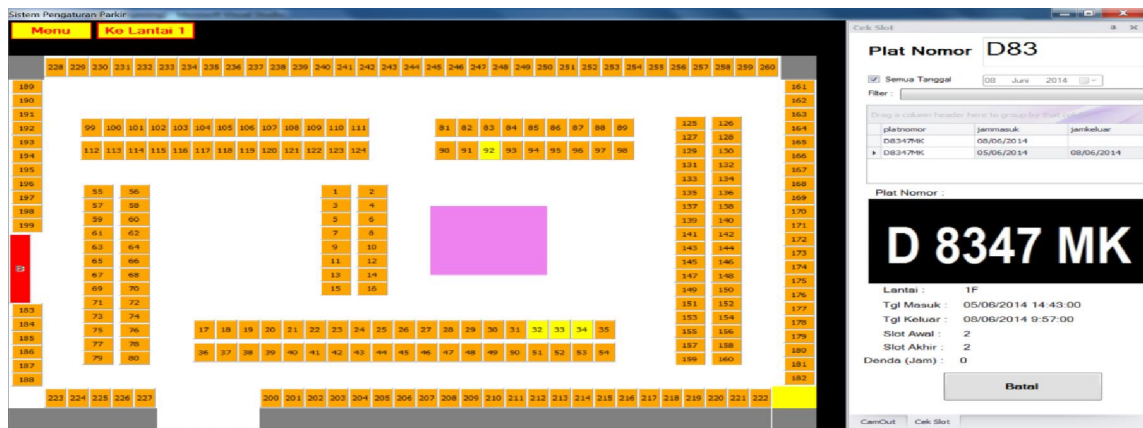 Sistem Pengaturan Parkir
Menu Ke Lantai 1
228 229 230 231 232 233 234 235 236 237 238 239 240 241 242 243 244 245 246 247 248 249 250 251 252 253 254 255 256 257 258 259 260
189
190
191
192
193
194
195
196
197
198
199
183
184
185
186
187
188
99 100 101 102 103 104 105 106 107 108 109 110 111
112 113 114 115 116 117 118 119 120 121 122 123 124
81 82 83 84 85 86 87 88 89
90 91 92 93 94 95 96 97 98
55 56
57 58
59 60
61 62
63 64
65 66
67 68
69 70
71 72
73 74
75 76
77 78
79 80
1 2
3 4
5 6
7 8
9 10
11 12
13 14
15 16
17 18 19 20 21 22 23 24 25 26 27 28 29 30 31 32 33 34 35
36 37 38 39 40 41 42 43 44 45 46 47 48 49 50 51 52 53 54
125 126
127 128
129 130
131 132
133 134
135 136
137 138
139 140
141 142
143 144
145 146
147 148
149 150
151 152
153 154
155 156
157 158
159 160
161
162
163
164
165
166
167
168
169
170
171
172
173
174
175
176
177
178
179
180
181
182
223 224 225 226 227
200 201 202 203 204 205 206 207 208 209 210 211 212 213 214 215 216 217 218 219 220 221 222
Cek Slot
Plat Nomor D83
Semua Tanggal 08 Juni 2014
Filter :
Drag a column header here to group by that
platnomor jammasuk jamkeluar
D8347MK 08/06/2014
D8347MK 05/06/2014 08/06/2014
Plat Nomor :
D 8347 MK
Lantai : 1F
Tgl Masuk : 05/06/2014 14:43:00
Tgl Keluar : 08/06/2014 9:57:00
Slot Awal : 2
Slot Akhir : 2
Denda (Jam) : 0
Batal
CamOut Cek Slot